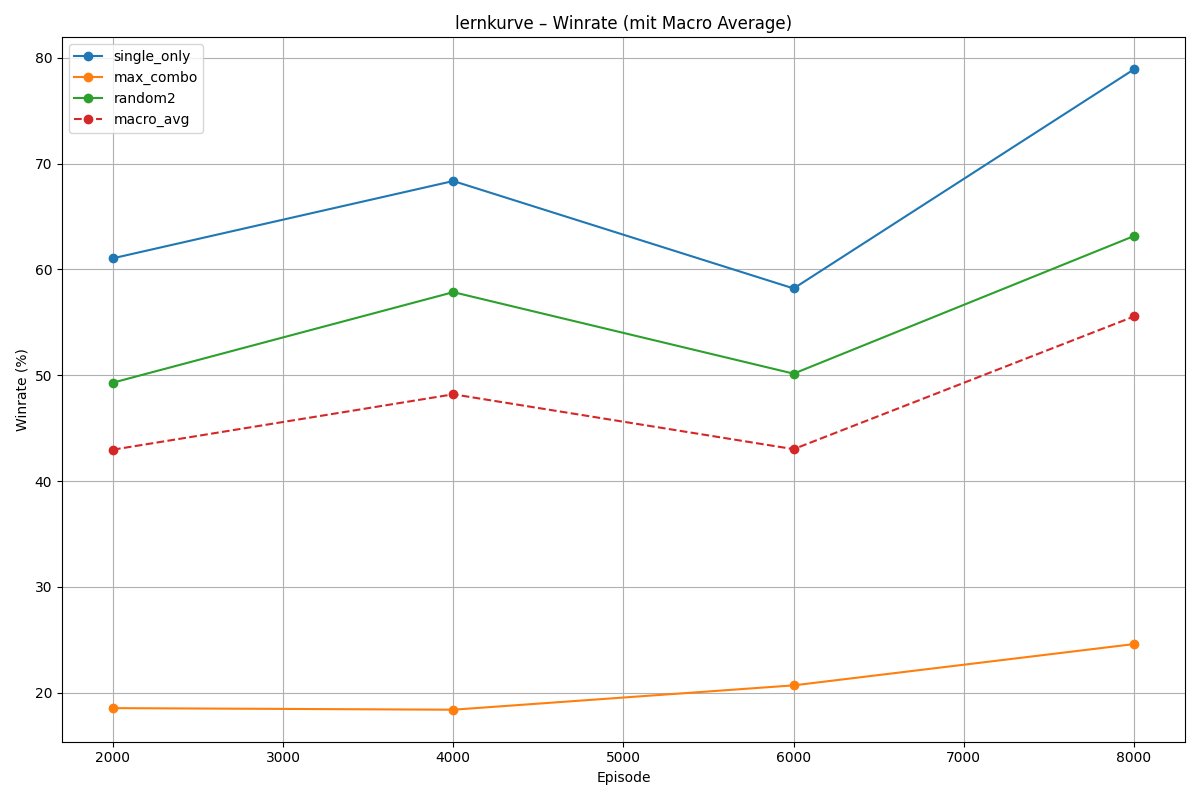 lernkurve – Winrate (mit Macro Average)
single_only
max_combo
random2
macro_avg
80
70
60
50
40
30
20
Winrate (%)
2000 3000 4000 5000 6000 7000 8000
Episode